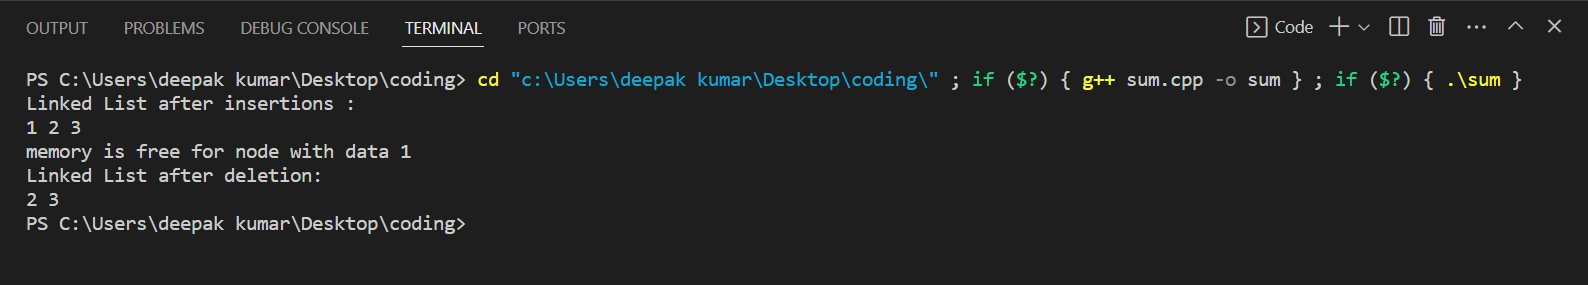 OUTPUT PROBLEMS DEBUG CONSOLE TERMINAL PORTS Code
PS C:\Users\deepak kumar\Desktop\coding> cd "c:\Users\deepak kumar\Desktop\coding\" ; if ($?) { g++ sum.cpp -o sum } ; if ($?) { .\sum }
Linked List after insertions :
1 2 3
memory is free for node with data 1
Linked List after deletion:
2 3
PS C:\Users\deepak kumar\Desktop\coding>